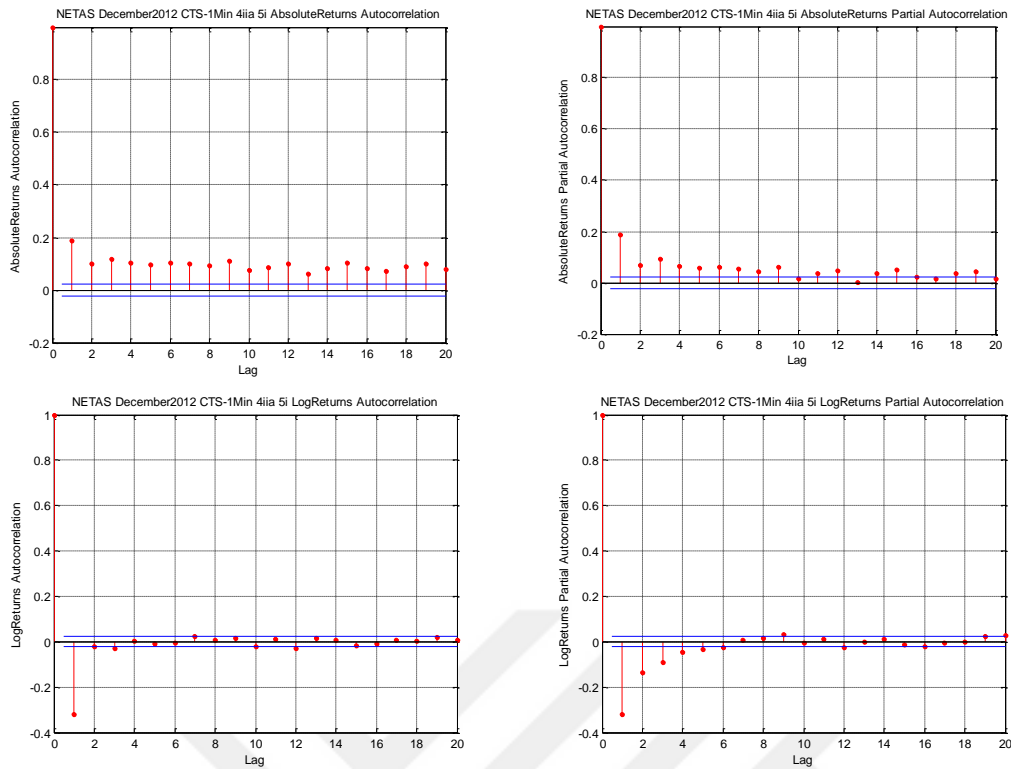 NETAS December2012 CTS-1Min 4iia 5i AbsoluteReturns Autocorrelation
AbsoluteReturns Autocorrelation
0.8
0.6
0.4
0.2
0
-0.2
0 2 4 6 8 10 12 14 16 18 20
Lag
NETAS December2012 CTS-1Min 4iia 5i AbsoluteReturns Partial Autocorrelation
AbsoluteReturns Partial Autocorrelation
0.8
0.6
0.4
0.2
0
-0.2
0 2 4 6 8 10 12 14 16 18 20
Lag
NETAS December2012 CTS-1Min 4iia 5i LogReturns Autocorrelation
LogReturns Autocorrelation
1
0.8
0.6
0.4
0.2
0
-0.2
-0.4
0 2 4 6 8 10 12 14 16 18 20
Lag
NETAS December2012 CTS-1Min 4iia 5i LogReturns Partial Autocorrelation
LogReturns Partial Autocorrelation
1
0.8
0.6
0.4
0.2
0
-0.2
-0.4
0 2 4 6 8 10 12 14 16 18 20
Lag